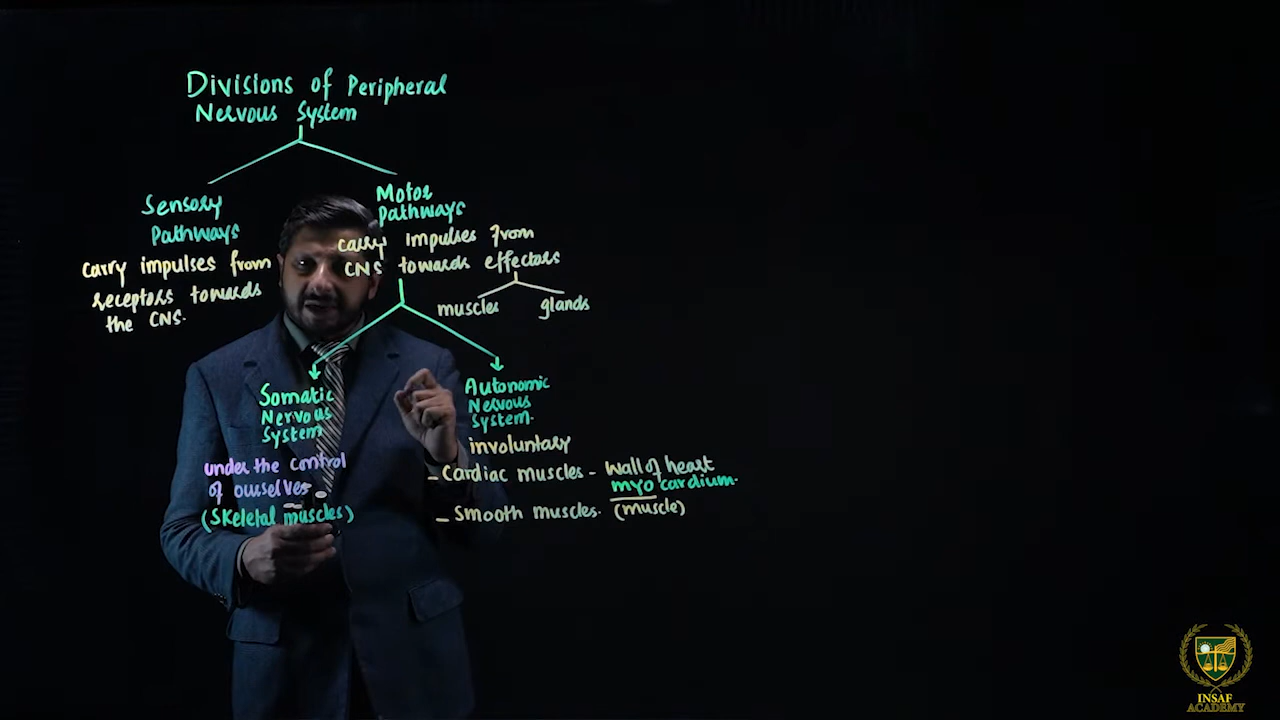 Divisions of Peripheral
Nervous System
Sensory
Pathways
Carry impulses from
receptors towards
the CNS.
Motor
Pathways
Carry impulses from
CNS towards effectors
muscles glands
Somatic
Nervous
System
under the control
of ourselves
(Skeletal muscles)
Autonomic
Nervous
System.
involuntary
- Cardiac muscles - Wall of heart
myocardium.
- Smooth muscles. (muscle)
INSAF
ACADEMY